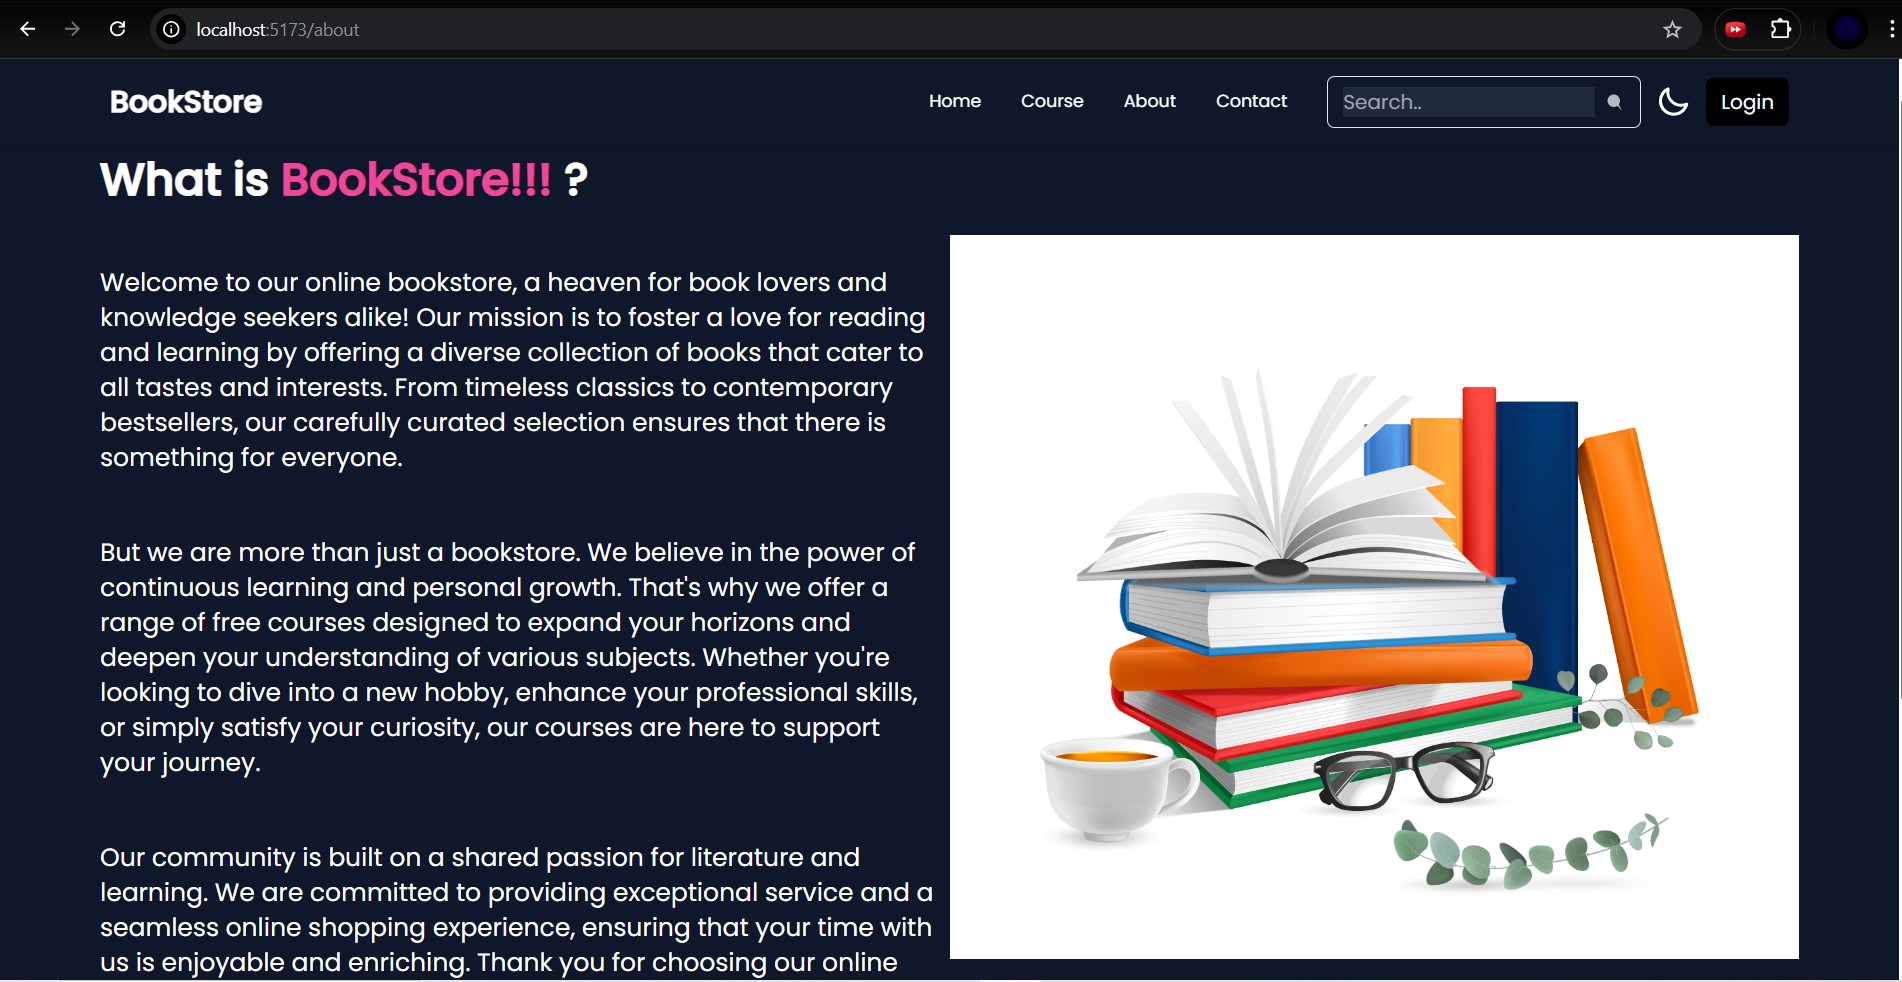 localhost:5173/about
BookStore
Home Course About Contact Search.. Login
What is BookStore!!! ?
Welcome to our online bookstore, a heaven for book lovers and
knowledge seekers alike! Our mission is to foster a love for reading
and learning by offering a diverse collection of books that cater to
all tastes and interests. From timeless classics to contemporary
bestsellers, our carefully curated selection ensures that there is
something for everyone.
But we are more than just a bookstore. We believe in the power of
continuous learning and personal growth. That's why we offer a
range of free courses designed to expand your horizons and
deepen your understanding of various subjects. Whether you're
looking to dive into a new hobby, enhance your professional skills,
or simply satisfy your curiosity, our courses are here to support
your journey.
Our community is built on a shared passion for literature and
learning. We are committed to providing exceptional service and a
seamless online shopping experience, ensuring that your time with
us is enjoyable and enriching. Thank you for choosing our online